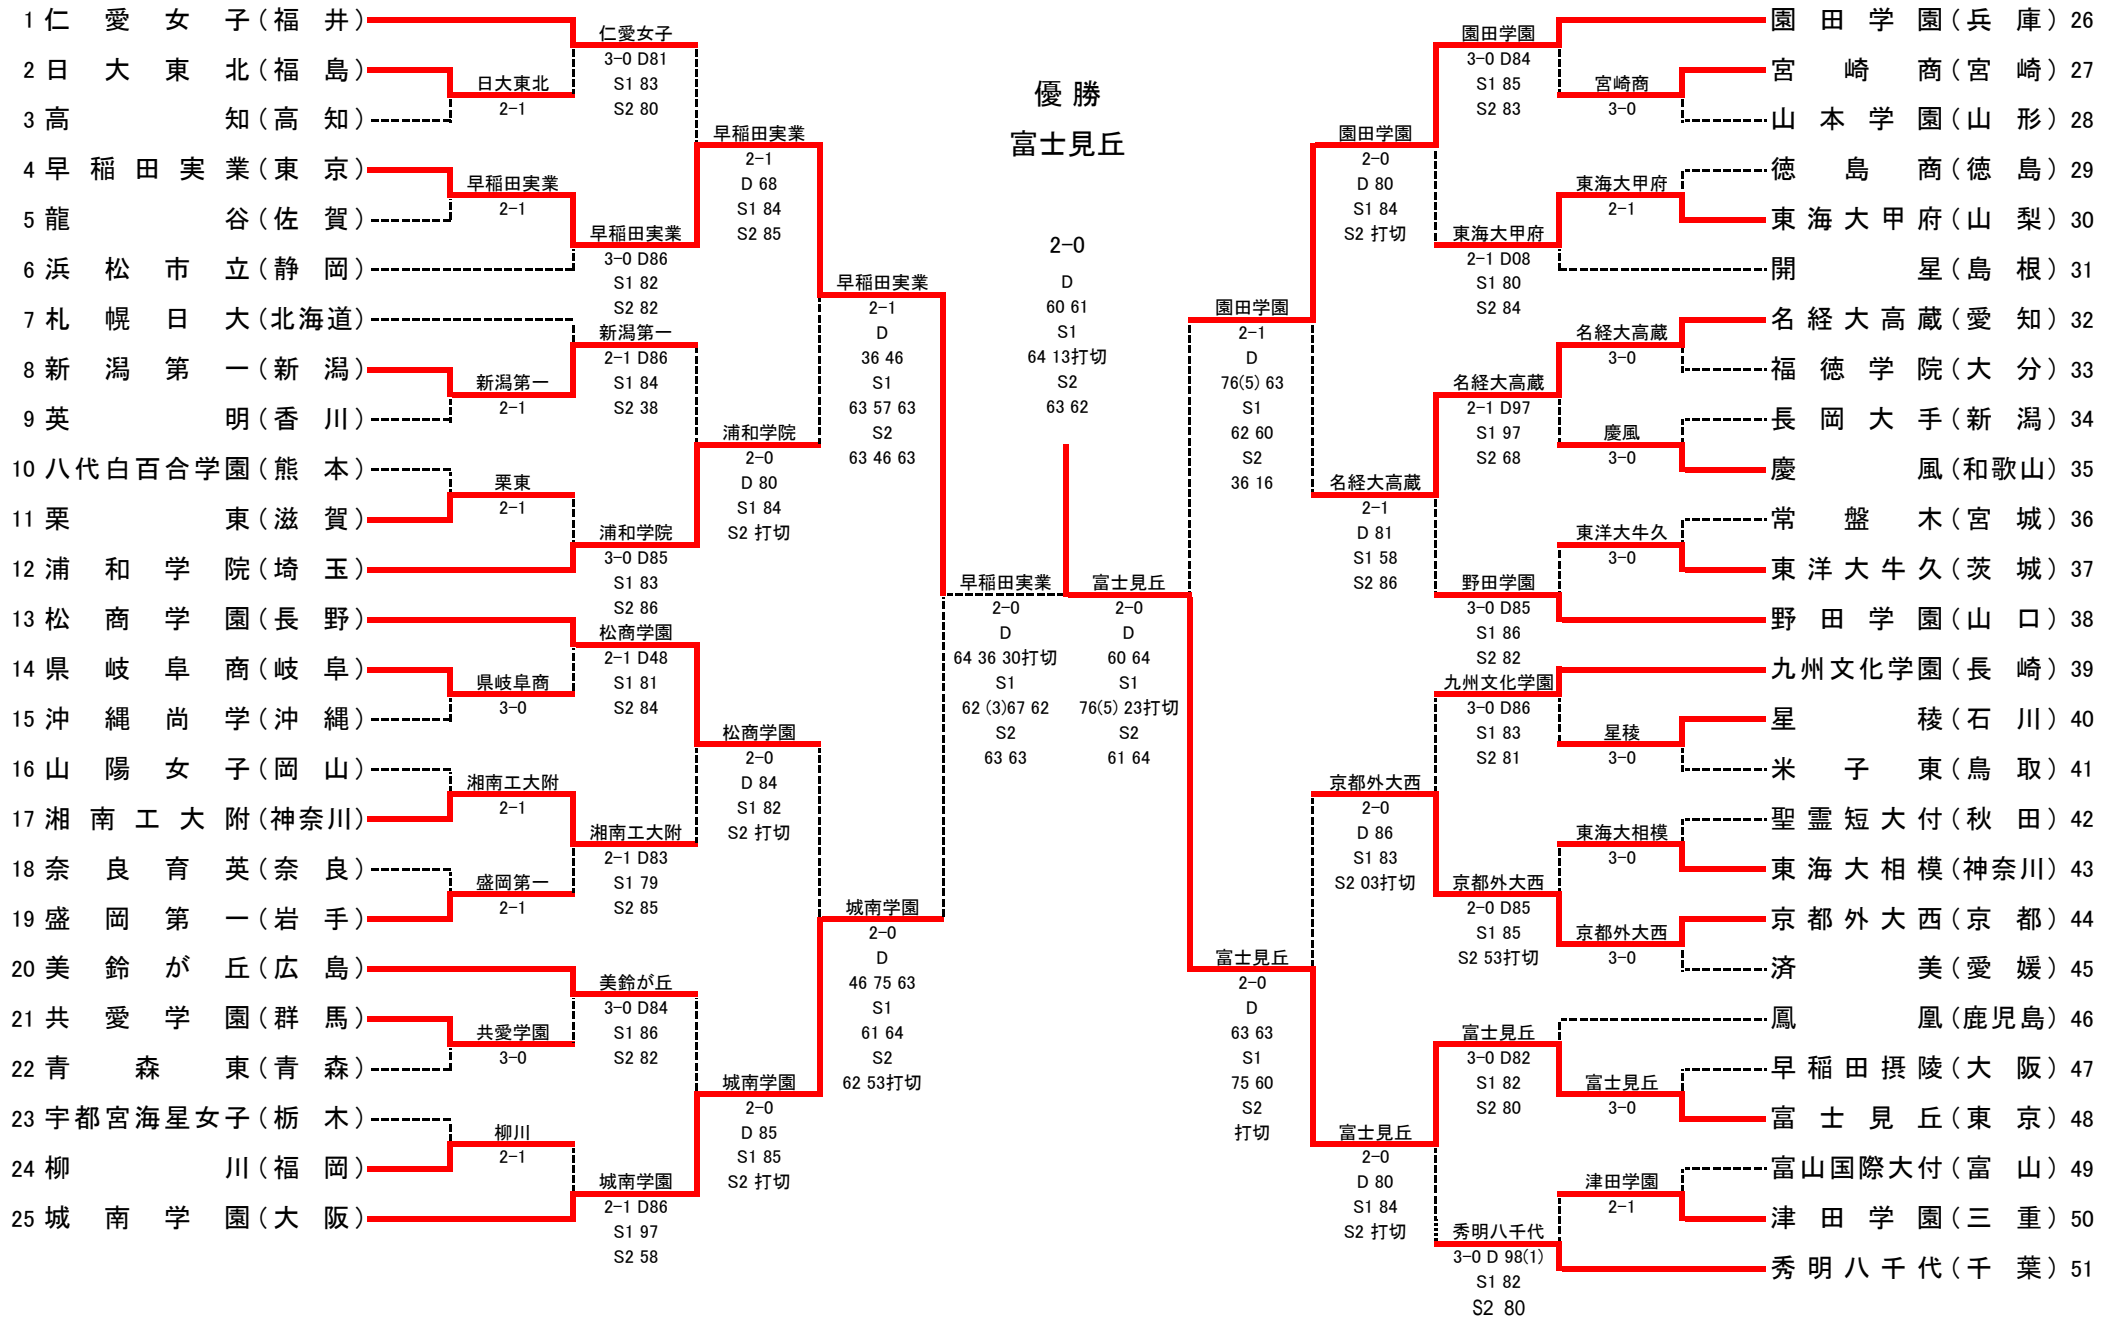 優 勝
富士見丘
1 仁愛女子(福井)
2 日大東北(福島)
3 高知(高知)
4 早稲田実業(東京)
5 龍谷(佐賀)
6 浜松市立(静岡)
7 札幌日大(北海道)
8 新潟第一(新潟)
9 英明(香川)
10 八代白百合学園(熊本)
11 栗東(滋賀)
12 浦和学院(埼玉)
13 松商学園(長野)
14 県岐阜商(岐阜)
15 沖縄尚学(沖縄)
16 山陽女子(岡山)
17 湘南工大附(神奈川)
18 奈良育英(奈良)
19 盛岡第一(岩手)
20 美鈴が丘(広島)
21 共愛学園(群馬)
22 青森東(青森)
23 宇都宮海星女子(栃木)
24 柳川(福岡)
25 城南学園(大阪)
日大東北
2-1
早稲田実業
2-1
新潟第一
2-1
栗東
2-1
県岐阜商
3-0
湘南工大附
2-1
盛岡第一
2-1
共愛学園
3-0
柳川
2-1
仁愛女子
3-0 D81
S1 83
S2 80
早稲田実業
3-0 D86
S1 82
S2 82
新潟第一
2-1 D86
S1 84
S2 38
浦和学院
3-0 D85
S1 83
S2 86
松商学園
2-1 D48
S1 81
S2 84
湘南工大附
2-1 D83
S1 79
S2 85
美鈴が丘
3-0 D84
S1 86
S2 82
城南学園
2-1 D86
S1 97
S2 58
早稲田実業
2-1
D 68
S1 84
S2 85
浦和学院
2-0
D 80
S1 84
S2 打切
松商学園
2-0
D 84
S1 82
S2 打切
城南学園
2-0
D 85
S1 85
S2 打切
早稲田実業
2-1
D
36 46
S1
63 57 63
S2
63 46 63
城南学園
2-0
D
46 75 63
S1
61 64
S2
62 53打切
早稲田実業
2-0
D
64 36 30打切
S1
62 (3)67 62
S2
63 63
2-0
D
60 61
S1
64 13打切
S2
63 62
富士見丘
2-0
D
60 64
S1
76(5) 23打切
S2
61 64
園田学園
2-1
D
76(5) 63
S1
62 60
S2
36 16
富士見丘
2-0
D
63 63
S1
75 60
S2
打切
園田学園
2-0
D 80
S1 84
S2 打切
名経大高蔵
2-1
D 81
S1 58
S2 86
京都外大西
2-0
D 86
S1 83
S2 03打切
富士見丘
2-0
D 80
S1 84
S2 打切
園田学園
3-0 D84
S1 85
S2 83
東海大甲府
2-1 D08
S1 80
S2 84
名経大高蔵
2-1 D97
S1 97
S2 68
野田学園
3-0 D85
S1 86
S2 82
九州文化学園
3-0 D86
S1 83
S2 81
京都外大西
2-0 D85
S1 85
S2 53打切
富士見丘
3-0 D82
S1 82
S2 80
秀明八千代
3-0 D 98(1)
S1 82
S2 80
宮崎商
3-0
東海大甲府
2-1
名経大高蔵
3-0
慶風
3-0
東洋大牛久
3-0
星稜
3-0
東海大相模
3-0
京都外大西
3-0
富士見丘
3-0
津田学園
2-1
園田学園(兵庫) 26
宮崎商(宮崎) 27
山本学園(山形) 28
徳島商(徳島) 29
東海大甲府(山梨) 30
開星(島根) 31
名経大高蔵(愛知) 32
福徳学院(大分) 33
長岡大手(新潟) 34
慶風(和歌山) 35
常盤木(宮城) 36
東洋大牛久(茨城) 37
野田学園(山口) 38
九州文化学園(長崎) 39
星稜(石川) 40
米子東(鳥取) 41
聖霊短大付(秋田) 42
東海大相模(神奈川) 43
京都外大西(京都) 44
済美(愛媛) 45
鳳凰(鹿児島) 46
早稲田摂陵(大阪) 47
富士見丘(東京) 48
富山国際大付(富山) 49
津田学園(三重) 50
秀明八千代(千葉) 51